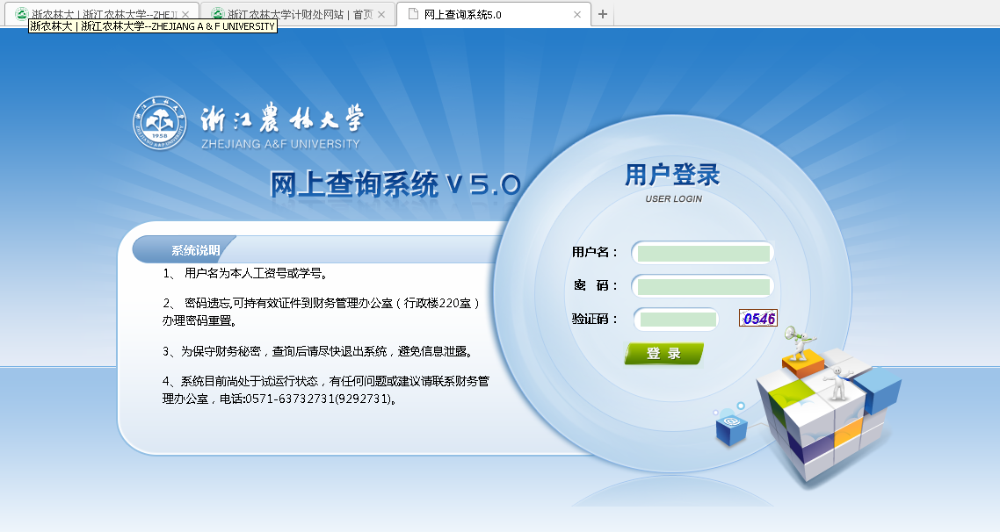 浙农林大 | 浙江农林大学--ZHEJI
浙江农林大学计财处网站 | 首页
网上查询系统5.0
浙农林大 | 浙江农林大学--ZHEJIANG A & F UNIVERSITY
浙江農林大学
ZHEJIANG A&F UNIVERSITY
1958
网上查询系统 V 5.0
用户登录
USER LOGIN
系统说明
1、 用户名为本人工资号或学号。
2、 密码遗忘,可持有效证件到财务管理办公室（行政楼220室）
办理密码重置。
3、为保守财务秘密，查询后请尽快退出系统，避免信息泄露。
4、系统目前尚处于试运行状态，有任何问题或建议请联系财务管
理办公室，电话:0571-63732731(9292731)。
用户名：
密 码：
验证码：
0546
登 录
@